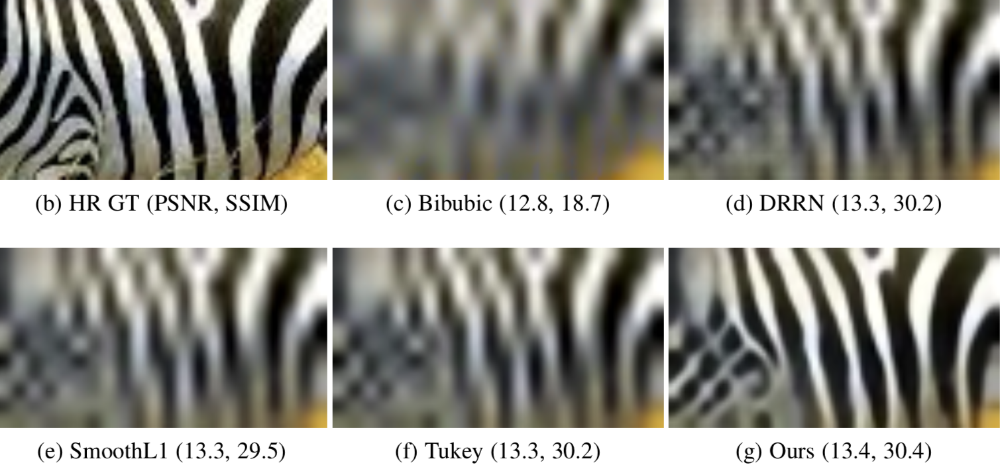 (b) HR GT (PSNR, SSIM)
(c) Bibubic (12.8, 18.7)
(d) DRRN (13.3, 30.2)
(e) SmoothL1 (13.3, 29.5)
(f) Tukey (13.3, 30.2)
(g) Ours (13.4, 30.4)